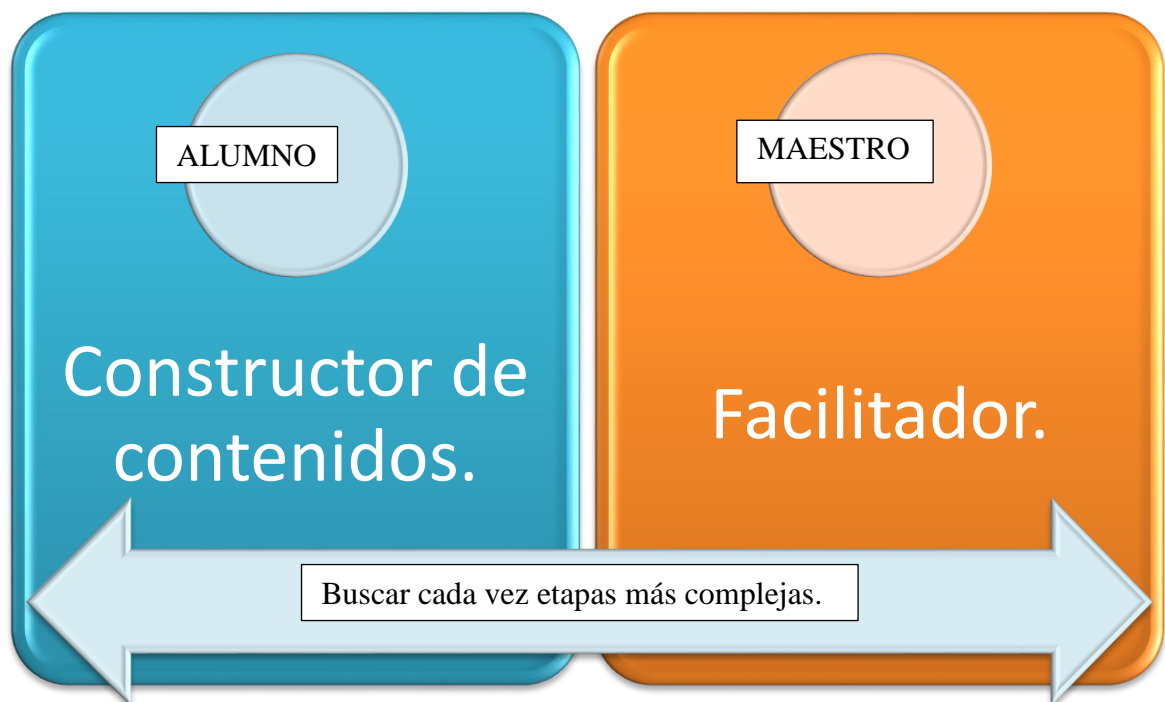 ALUMNO
MAESTRO
Constructor de
contenidos.
Facilitador.
Buscar cada vez etapas más complejas.